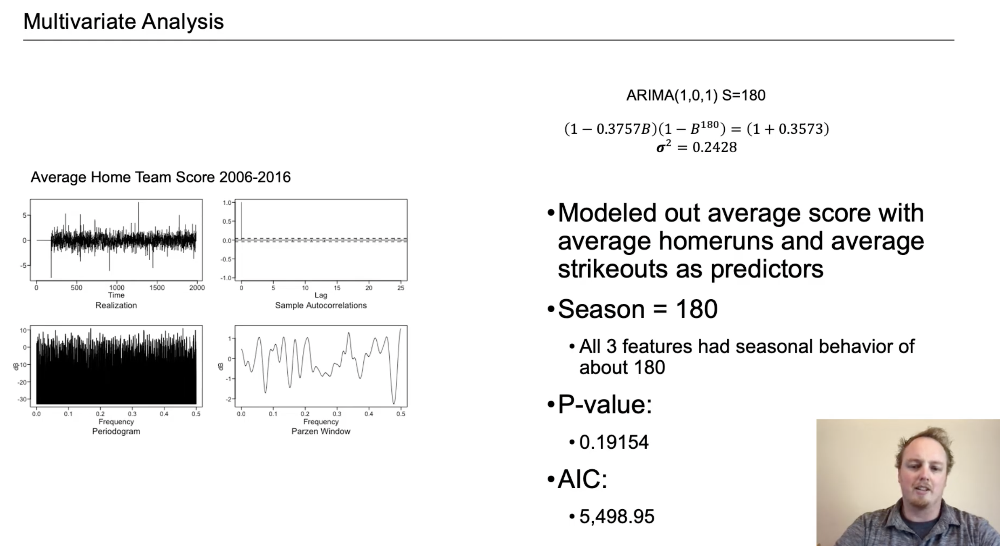 Multivariate Analysis
ARIMA(1,0,1) S=180
(1 − 0.3757B)(1 − B¹⁸⁰) = (1 + 0.3573)
σ² = 0.2428
Average Home Team Score 2006-2016
5
0
-5
0 500 1000 1500 2000
Time
Realization
1.0
0.5
0.0
-0.5
-1.0
0 5 10 15 20 25
Lag
Sample Autocorrelations
10
0
-10
-20
-30
dB
0.0 0.1 0.2 0.3 0.4 0.5
Frequency
Periodogram
1
0
-1
-2
dB
0.0 0.1 0.2 0.3 0.4 0.5
Frequency
Parzen Window
•Modeled out average score with
average homeruns and average
strikeouts as predictors
•Season = 180
•All 3 features had seasonal behavior of
about 180
•P-value:
•0.19154
•AIC:
•5,498.95